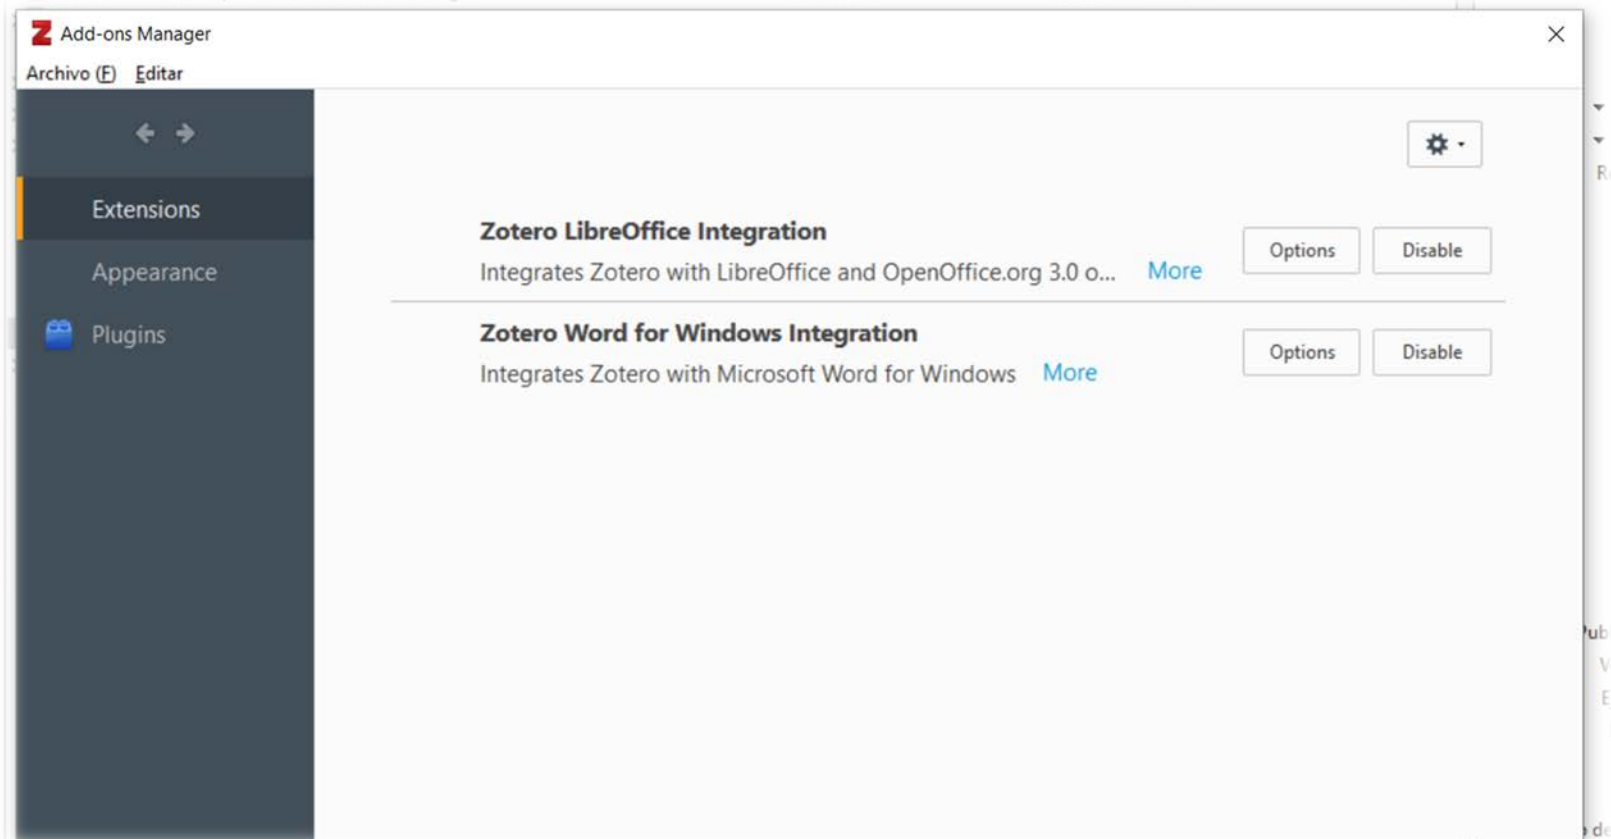 Z Add-ons Manager
Archivo (F) Editar
Extensions
Appearance
Plugins
Zotero LibreOffice Integration
Integrates Zotero with LibreOffice and OpenOffice.org 3.0 o... More
Options Disable
Zotero Word for Windows Integration
Integrates Zotero with Microsoft Word for Windows More
Options Disable